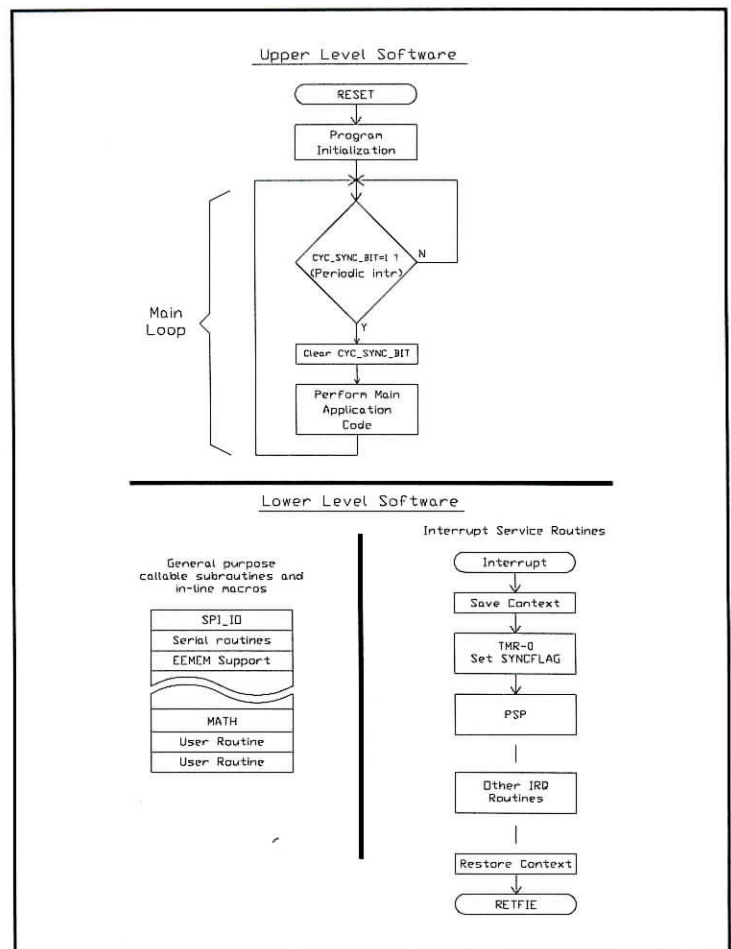 Upper Level Software
RESET
Program
Initialization
CYC_SYNC_BIT=1 ?
(Periodic intr)
N
Y
Main
Loop
Clear CYC_SYNC_BIT
Perform Main
Application
Code
Lower Level Software
General purpose
callable subroutines and
in-line macros
SPI_IO
Serial routines
EEMEM Support
MATH
User Routine
User Routine
Interrupt Service Routines
Interrupt
Save Context
TMR-0
Set SYNCFLAG
PSP
Other IRQ
Routines
Restore Context
RETFIE